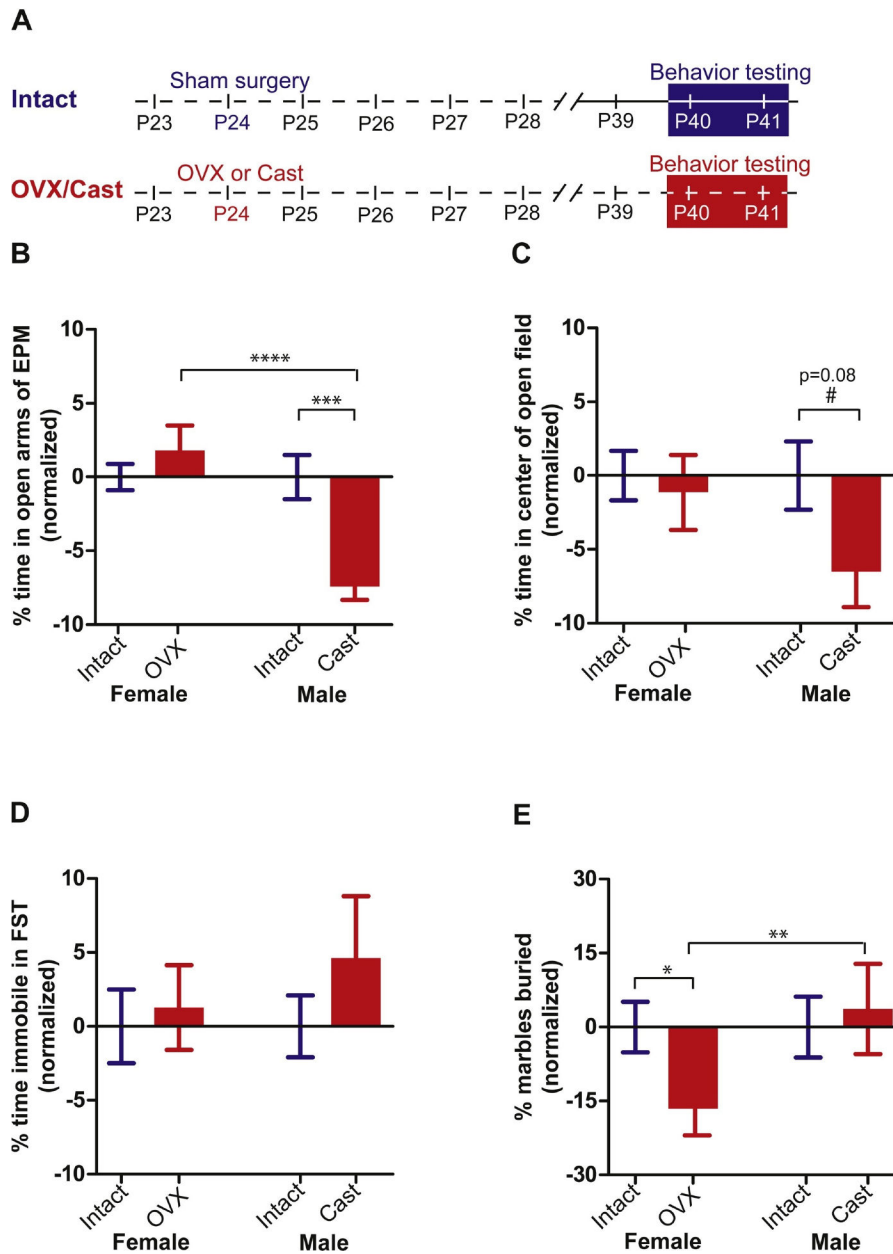 A
Sham surgery
Behavior testing
Intact
P23 P24 P25 P26 P27 P28 P39 P40 P41
OVX or Cast
Behavior testing
OVX/Cast
P23 P24 P25 P26 P27 P28 P39 P40 P41
B
% time in open arms of EPM
(normalized)
10
5
0
-5
-10
****
***
Intact OVX Intact Cast
Female Male
C
% time in center of open field
(normalized)
10
5
0
-5
-10
p=0.08
#
Intact OVX Intact Cast
Female Male
D
% time immobile in FST
(normalized)
10
5
0
-5
-10
Intact OVX Intact Cast
Female Male
E
% marbles buried
(normalized)
30
15
0
-15
-30
**
*
Intact OVX Intact Cast
Female Male